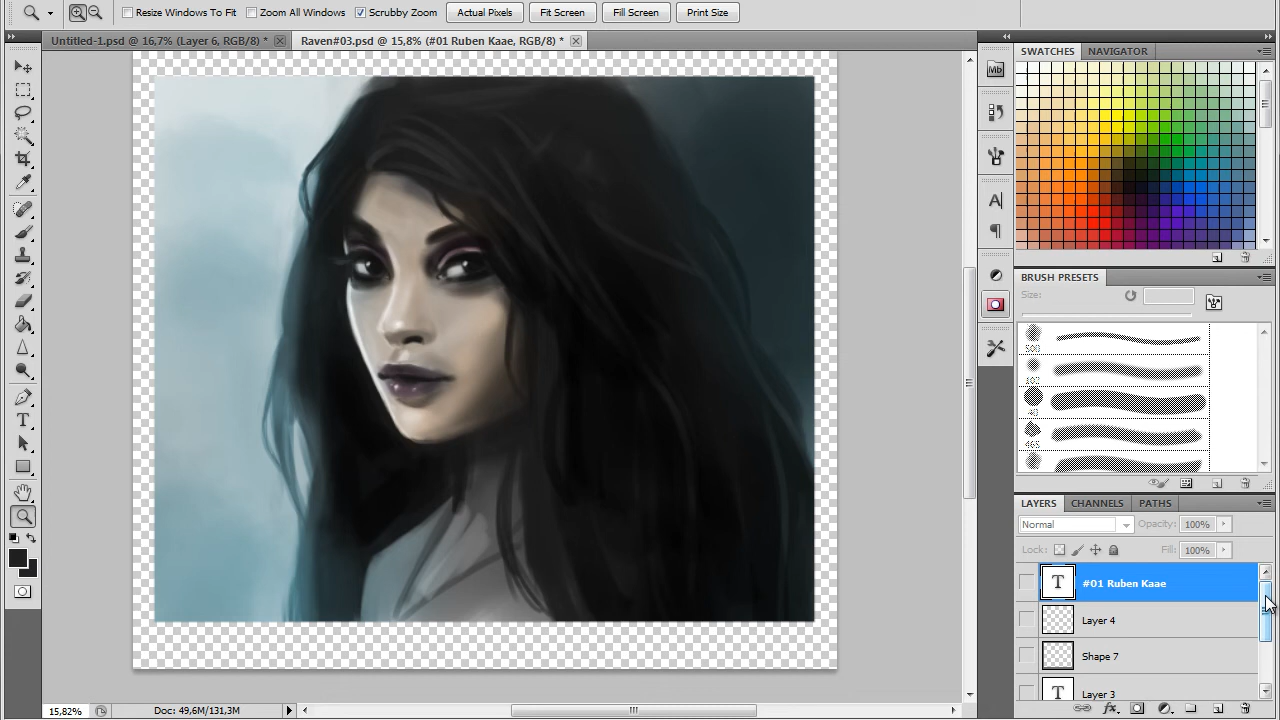 Resize Windows To Fit
Zoom All Windows
Scrubby Zoom
Actual Pixels
Fit Screen
Fill Screen
Print Size
Untitled-1.psd @ 16,7% (Layer 6, RGB/8) *
Raven#03.psd @ 15,8% (#01 Ruben Kaae, RGB/8) *
SWATCHES
NAVIGATOR
Mb
A
BRUSH PRESETS
Size:
LAYERS
CHANNELS
PATHS
Normal
Opacity: 100%
Lock:
Fill: 100%
T #01 Ruben Kaae
Layer 4
Shape 7
T Layer 3
fx
15,82%
Doc: 49,6M/131,3M